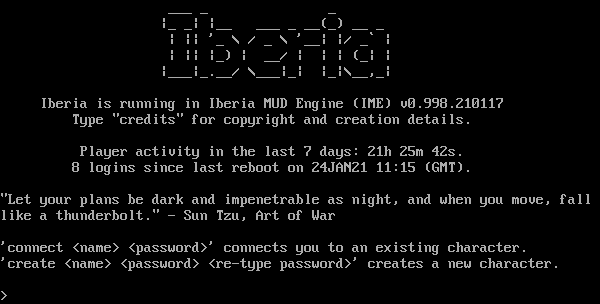 Iberia
Iberia is running in Iberia MUD Engine (IME) v0.998.210117
Type "credits" for copyright and creation details.
Player activity in the last 7 days: 21h 25m 42s.
8 logins since last reboot on 24JAN21 11:15 (GMT).
"Let your plans be dark and impenetrable as night, and when you move, fall
like a thunderbolt." - Sun Tzu, Art of War
'connect <name> <password>' connects you to an existing character.
'create <name> <password> <re-type password>' creates a new character.
>